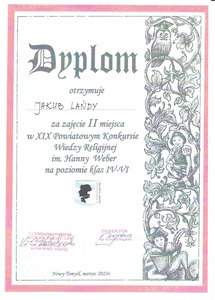 Dyplom
otrzymuje
JAKUB LANDY
za zajęcie II miejsca
w XIX Powiatowym Konkursie
Wiedzy Religijnej
im. Hanny Weber
na poziomie klas IV-VI
DYREKTOR
Nowy Tomyśl, marzec 2023r.